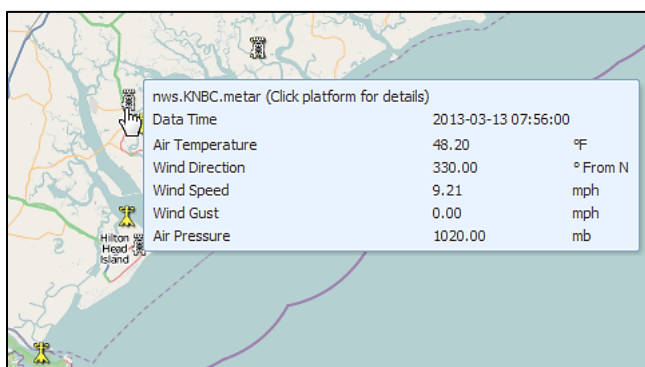 nws.KNBC.metar (Click platform for details)
Data Time 2013-03-13 07:56:00
Air Temperature 48.20 °F
Wind Direction 330.00 ° From N
Wind Speed 9.21 mph
Wind Gust 0.00 mph
Air Pressure 1020.00 mb
Hilton
Head
Island